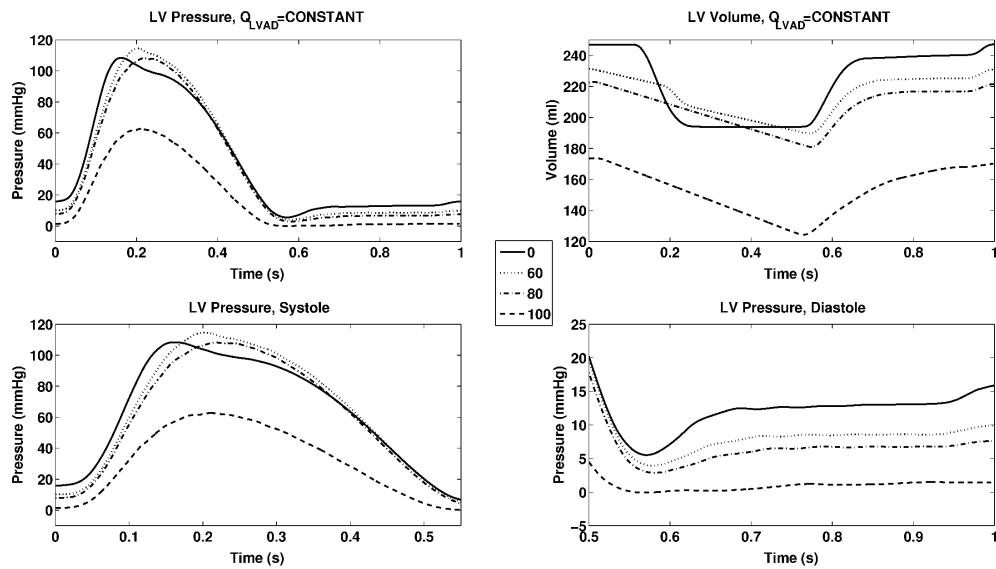 LV Pressure, Q_LVAD=CONSTANT
120
100
80
60
40
20
0
Pressure (mmHg)
0 0.2 0.4 0.6 0.8 1
Time (s)
LV Volume, Q_LVAD=CONSTANT
240
220
200
180
160
140
120
Volume (ml)
0 0.2 0.4 0.6 0.8 1
Time (s)
0
60
80
100
LV Pressure, Systole
120
100
80
60
40
20
0
Pressure (mmHg)
0 0.1 0.2 0.3 0.4 0.5
Time (s)
LV Pressure, Diastole
25
20
15
10
5
0
−5
Pressure (mmHg)
0.5 0.6 0.7 0.8 0.9 1
Time (s)